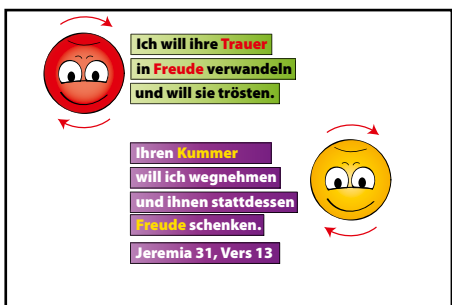 Ich will ihre Trauer
in Freude verwandeln
und will sie trösten.
Ihren Kummer
will ich wegnehmen
und ihnen stattdessen
Freude schenken.
Jeremia 31, Vers 13